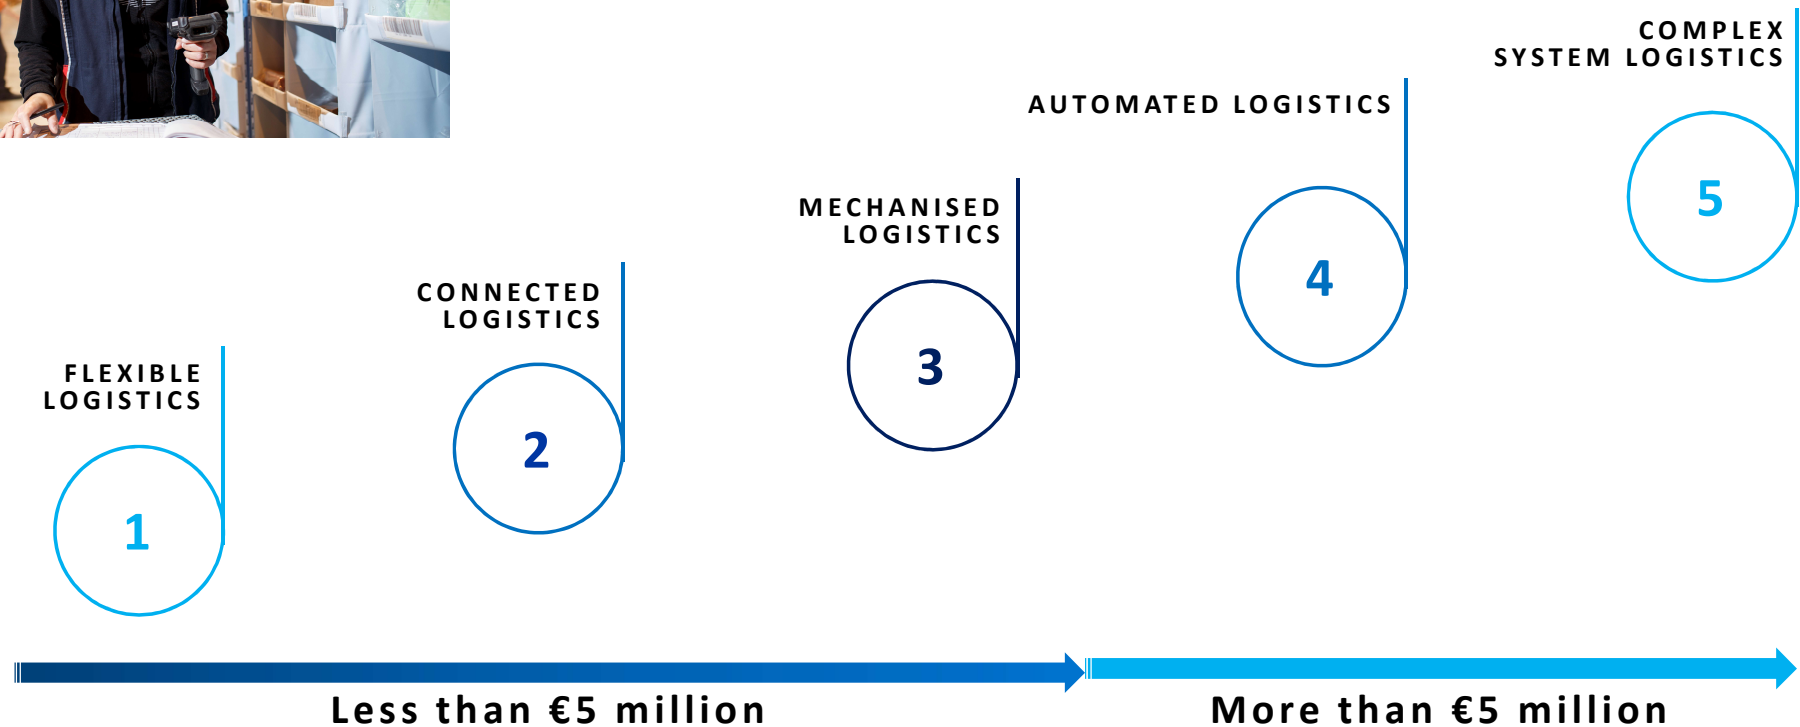 FLEXIBLE
LOGISTICS
1
CONNECTED
LOGISTICS
2
MECHANISED
LOGISTICS
3
AUTOMATED LOGISTICS
4
COMPLEX
SYSTEM LOGISTICS
5
Less than €5 million
More than €5 million